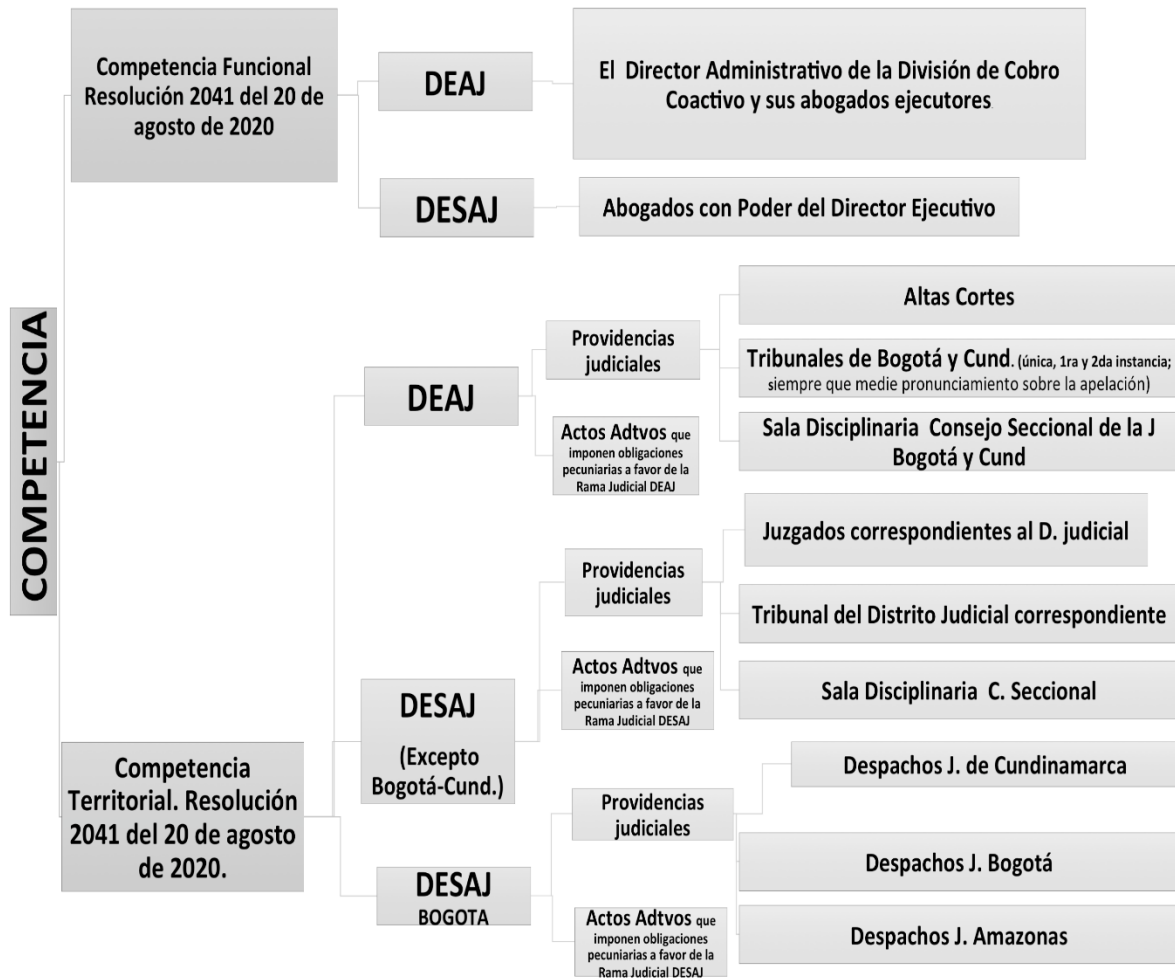 COMPETENCIA
Competencia Funcional
Resolución 2041 del 20 de
agosto de 2020
DEAJ
El Director Administrativo de la División de Cobro
Coactivo y sus abogados ejecutores
DESAJ
Abogados con Poder del Director Ejecutivo
Competencia
Territorial. Resolución
2041 del 20 de agosto
de 2020.
DEAJ
Providencias
judiciales
Altas Cortes
Tribunales de Bogotá y Cund. (única, 1ra y 2da instancia;
siempre que medie pronunciamiento sobre la apelación)
Sala Disciplinaria Consejo Seccional de la J
Bogotá y Cund
Actos Adtvos que
imponen obligaciones
pecuniarias a favor de la
Rama Judicial DEAJ
DESAJ
(Excepto
Bogotá-Cund.)
Providencias
judiciales
Juzgados correspondientes al D. judicial
Tribunal del Distrito Judicial correspondiente
Sala Disciplinaria C. Seccional
Actos Adtvos que
imponen obligaciones
pecuniarias a favor de la
Rama Judicial DESAJ
DESAJ
BOGOTA
Providencias
judiciales
Despachos J. de Cundinamarca
Despachos J. Bogotá
Despachos J. Amazonas
Actos Adtvos que
imponen obligaciones
pecuniarias a favor de la
Rama Judicial DESAJ